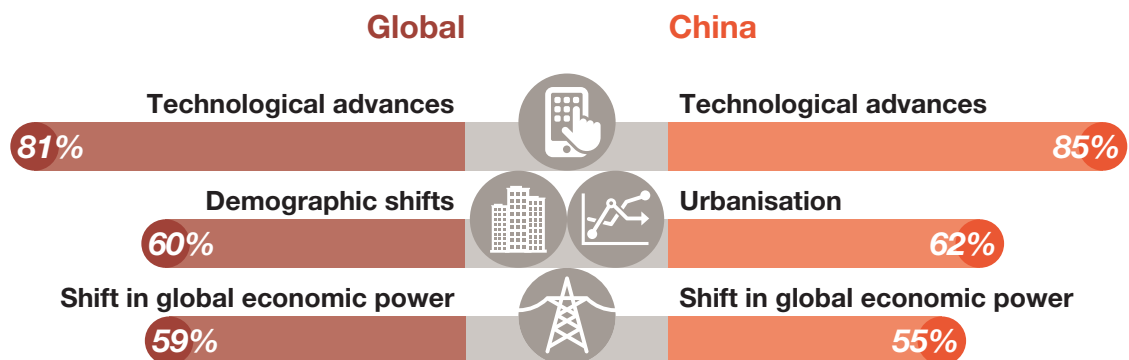 Global China
Technological advances Technological advances
81% 85%
Demographic shifts Urbanisation
60% 62%
Shift in global economic power Shift in global economic power
59% 55%